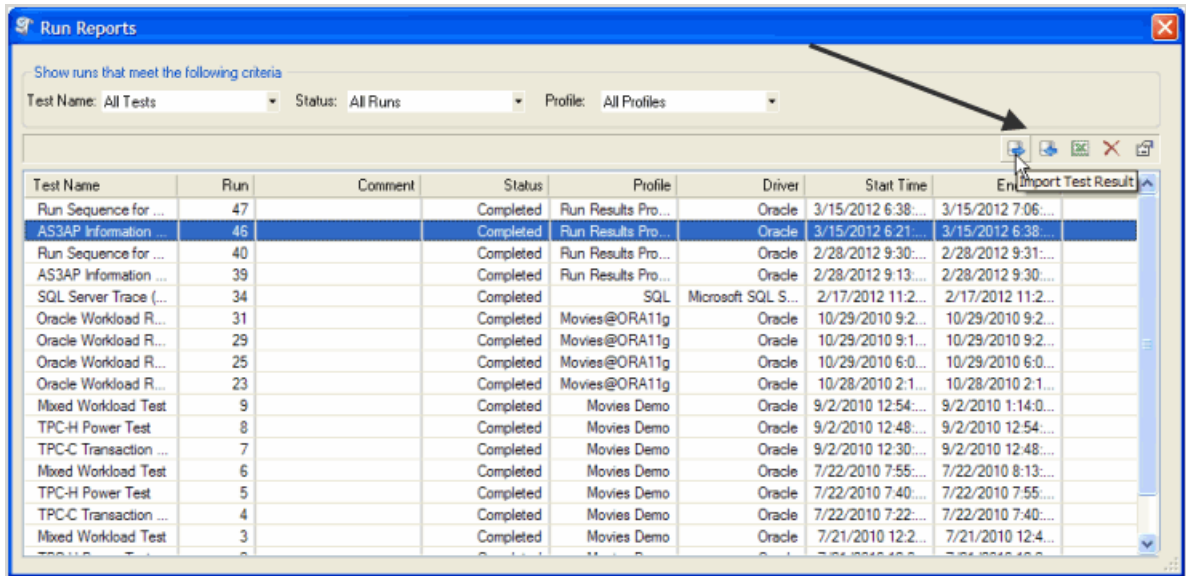 Run Reports
Show runs that meet the following criteria
Test Name: All Tests Status: All Runs Profile: All Profiles
Import Test Result
Test Name Run Comment Status Profile Driver Start Time En
Run Sequence for ... 47 Completed Run Results Pro... Oracle 3/15/2012 6:38:... 3/15/2012 7:06:...
AS3AP Information ... 46 Completed Run Results Pro... Oracle 3/15/2012 6:21:... 3/15/2012 6:38:...
Run Sequence for ... 40 Completed Run Results Pro... Oracle 2/28/2012 9:30:... 2/28/2012 9:31:...
AS3AP Information ... 39 Completed Run Results Pro... Oracle 2/28/2012 9:13:... 2/28/2012 9:30:...
SQL Server Trace (... 34 Completed SQL Microsoft SQL S... 2/17/2012 11:2... 2/17/2012 11:2...
Oracle Workload R... 31 Completed Movies@ORA11g Oracle 10/29/2010 9:2... 10/29/2010 9:2...
Oracle Workload R... 29 Completed Movies@ORA11g Oracle 10/29/2010 9:1... 10/29/2010 9:2...
Oracle Workload R... 25 Completed Movies@ORA11g Oracle 10/29/2010 6:0... 10/29/2010 6:0...
Oracle Workload R... 23 Completed Movies@ORA11g Oracle 10/28/2010 2:1... 10/28/2010 2:1...
Mixed Workload Test 9 Completed Movies Demo Oracle 9/2/2010 12:54:... 9/2/2010 1:14:0...
TPC-H Power Test 8 Completed Movies Demo Oracle 9/2/2010 12:48:... 9/2/2010 12:54:...
TPC-C Transaction ... 7 Completed Movies Demo Oracle 9/2/2010 12:30:... 9/2/2010 12:48:...
Mixed Workload Test 6 Completed Movies Demo Oracle 7/22/2010 7:55:... 7/22/2010 8:13:...
TPC-H Power Test 5 Completed Movies Demo Oracle 7/22/2010 7:40:... 7/22/2010 7:55:...
TPC-C Transaction ... 4 Completed Movies Demo Oracle 7/22/2010 7:22:... 7/22/2010 7:40:...
Mixed Workload Test 3 Completed Movies Demo Oracle 7/21/2010 12:2... 7/21/2010 12:4...